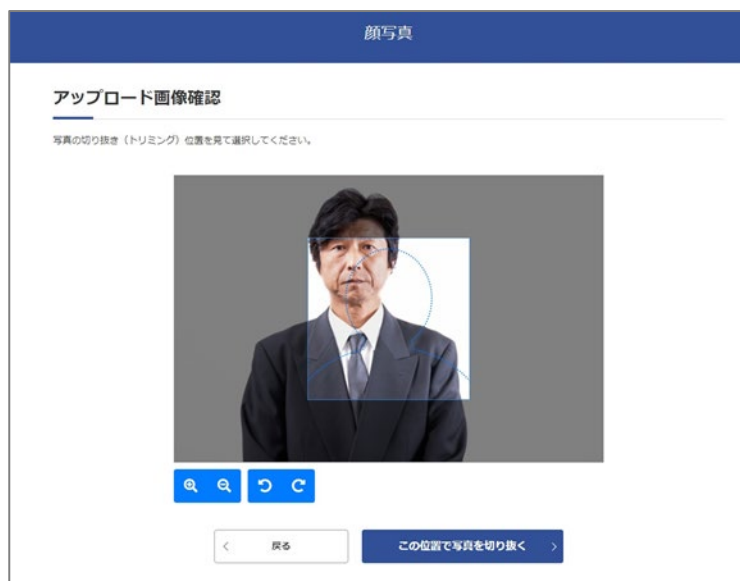 顔写真
アップロード画像確認
写真の切り抜き（トリミング）位置を見て選択してください。
戻る
この位置で写真を切り抜く